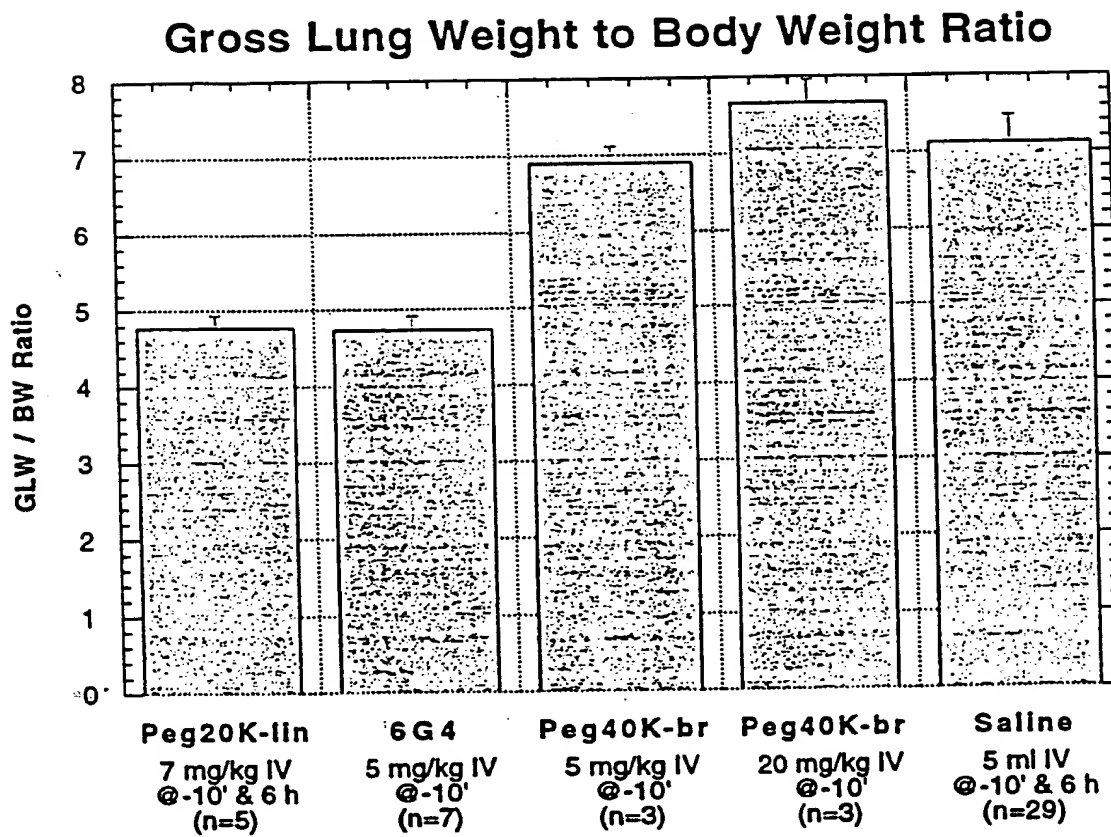 Gross Lung Weight to Body Weight Ratio
GLW / BW Ratio
8
7
6
5
4
3
2
1
0
Peg20K-lin
7 mg/kg IV
@-10' & 6 h
(n=5)
6G4
5 mg/kg IV
@-10'
(n=7)
Peg40K-br
5 mg/kg IV
@-10'
(n=3)
Peg40K-br
20 mg/kg IV
@-10'
(n=3)
Saline
5 ml IV
@-10' & 6 h
(n=29)